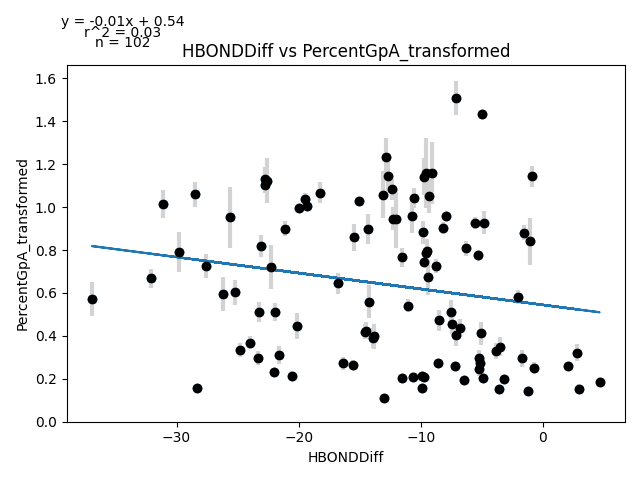 y = -0.01x + 0.54
r^2 = 0.03
n = 102
HBONDDiff vs PercentGpA_transformed
1.6
1.4
1.2
1.0
0.8
0.6
0.4
0.2
0.0
PercentGpA_transformed
−30 −20 −10 0
HBONDDiff